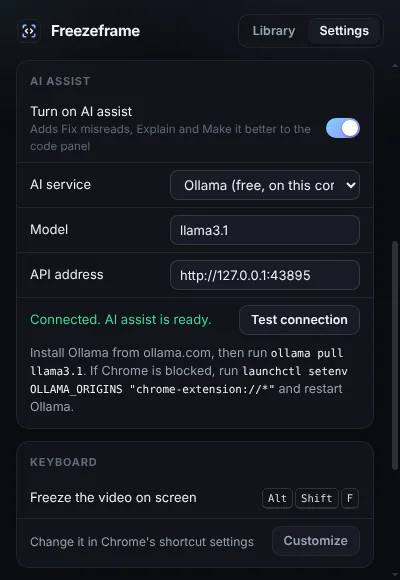 Freezeframe
Library
Settings
AI ASSIST
Turn on AI assist
Adds Fix misreads, Explain and Make it better to the
code panel
AI service
Ollama (free, on this cor
Model
llama3.1
API address
http://127.0.0.1:43895
Connected. AI assist is ready.
Test connection
Install Ollama from ollama.com, then run ollama pull
llama3.1. If Chrome is blocked, run launchctl setenv
OLLAMA_ORIGINS "chrome-extension://*" and restart
Ollama.
KEYBOARD
Freeze the video on screen
Alt Shift F
Change it in Chrome's shortcut settings
Customize